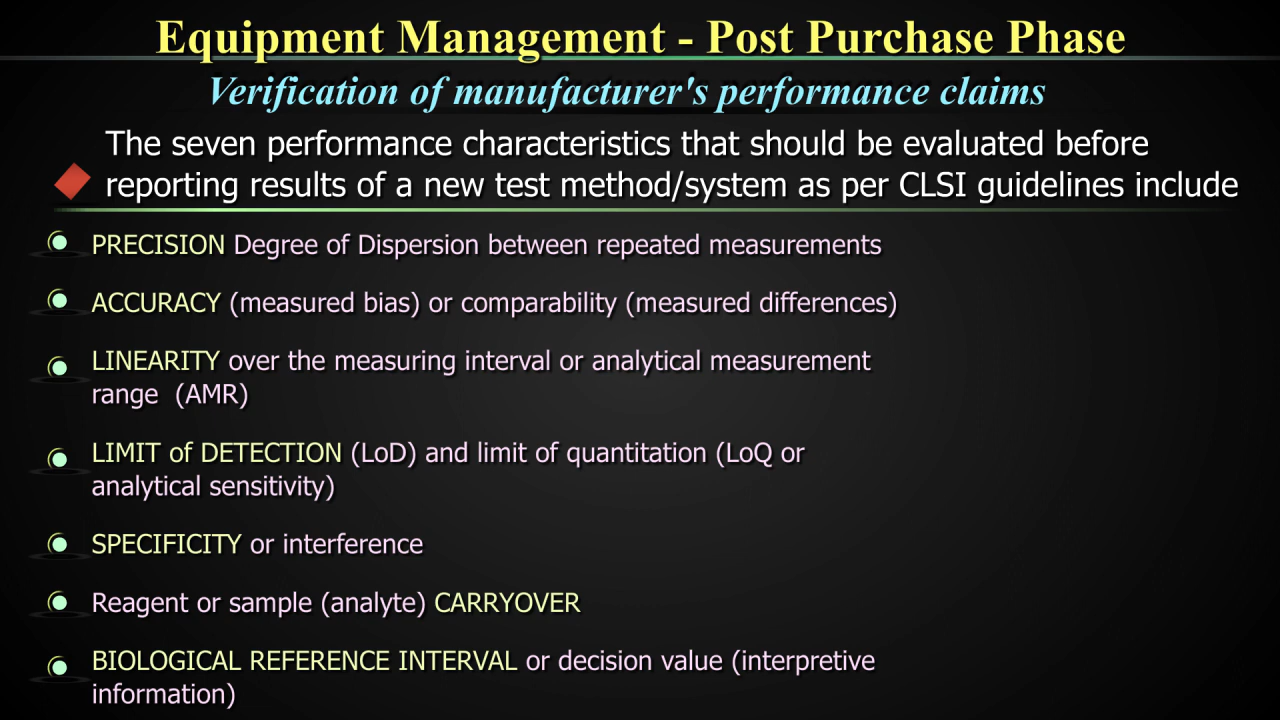 Equipment Management - Post Purchase Phase
Verification of manufacturer's performance claims
The seven performance characteristics that should be evaluated before
reporting results of a new test method/system as per CLSI guidelines include
PRECISION Degree of Dispersion between repeated measurements
ACCURACY (measured bias) or comparability (measured differences)
LINEARITY over the measuring interval or analytical measurement
range (AMR)
LIMIT of DETECTION (LoD) and limit of quantitation (LoQ or
analytical sensitivity)
SPECIFICITY or interference
Reagent or sample (analyte) CARRYOVER
BIOLOGICAL REFERENCE INTERVAL or decision value (interpretive
information)